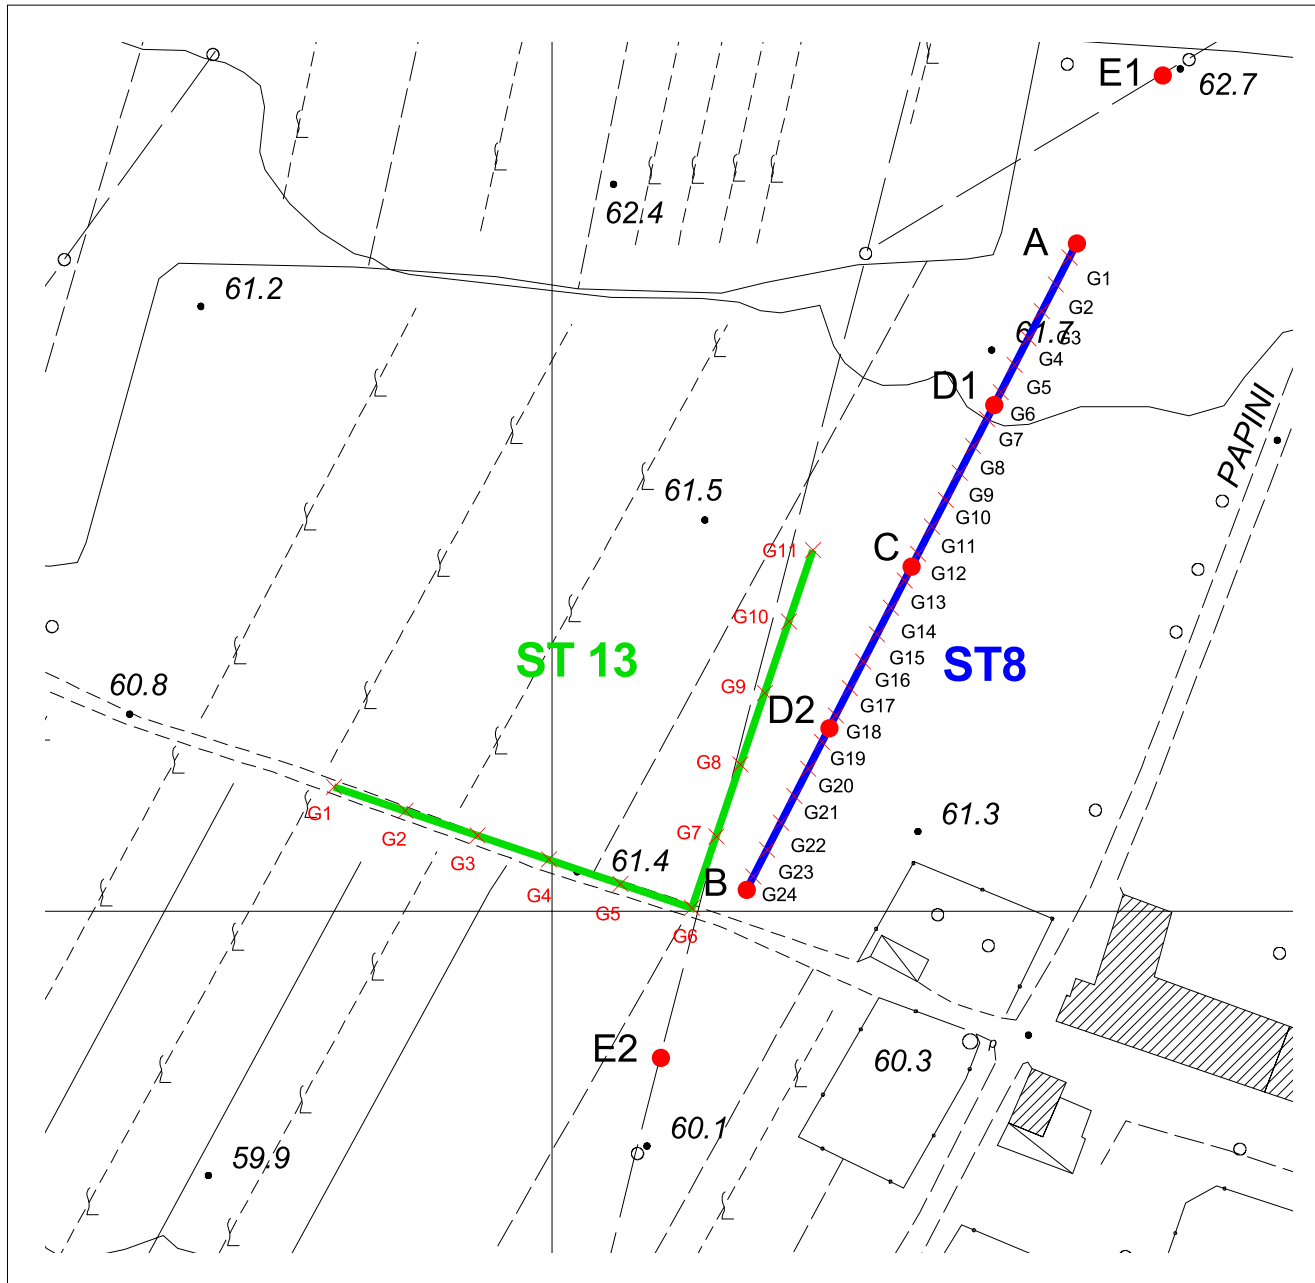 E1
62.7
62.4
A
G1
61.2
G2
61.7
G3
G4
D1
G5
G6
G7
PAPINI
G8
61.5
G9
G10
G11
C
G11
G12
G13
G10
G14
ST 13
ST8
G15
G16
60.8
G9
G17
D2
G18
G19
G8
G20
G1
G21
61.3
G2
G7
G3
G22
61.4
G4
G23
B
G24
G5
G6
E2
60.3
P
60.1
59.9